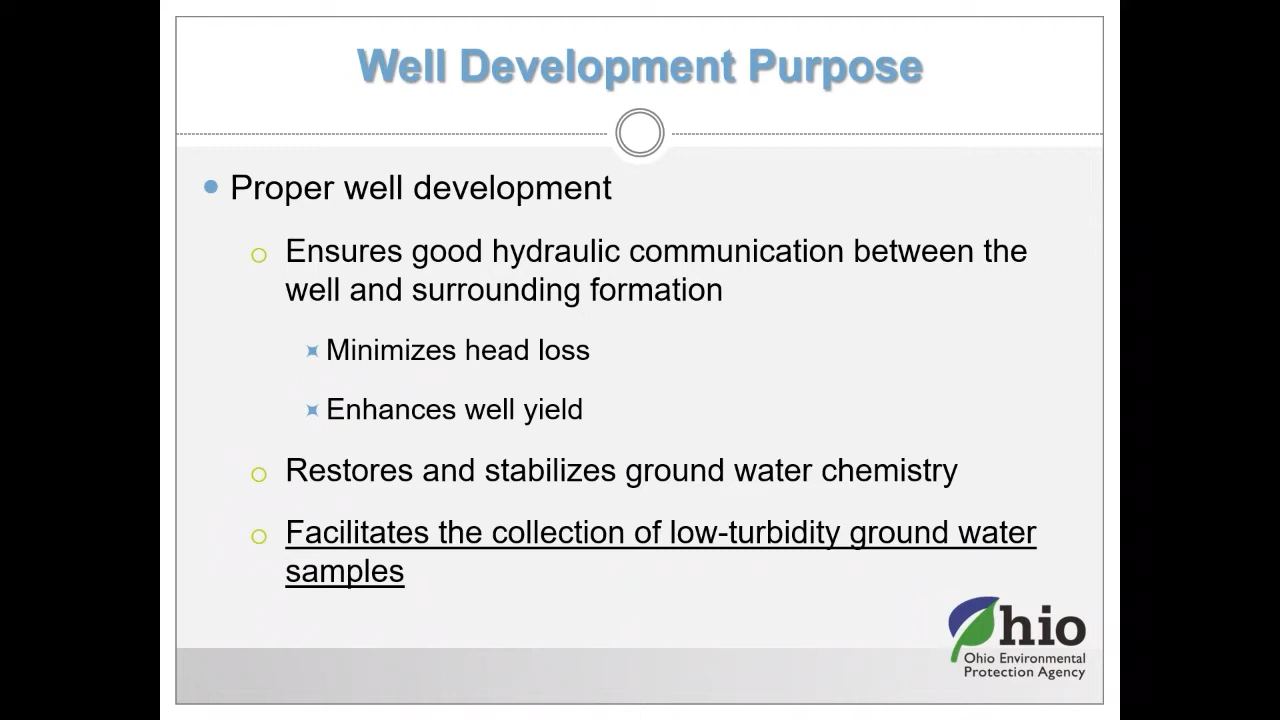 Well Development Purpose
Proper well development
Ensures good hydraulic communication between the
well and surrounding formation
Minimizes head loss
Enhances well yield
Restores and stabilizes ground water chemistry
Facilitates the collection of low-turbidity ground water
samples
Ohio
Ohio Environmental
Protection Agency